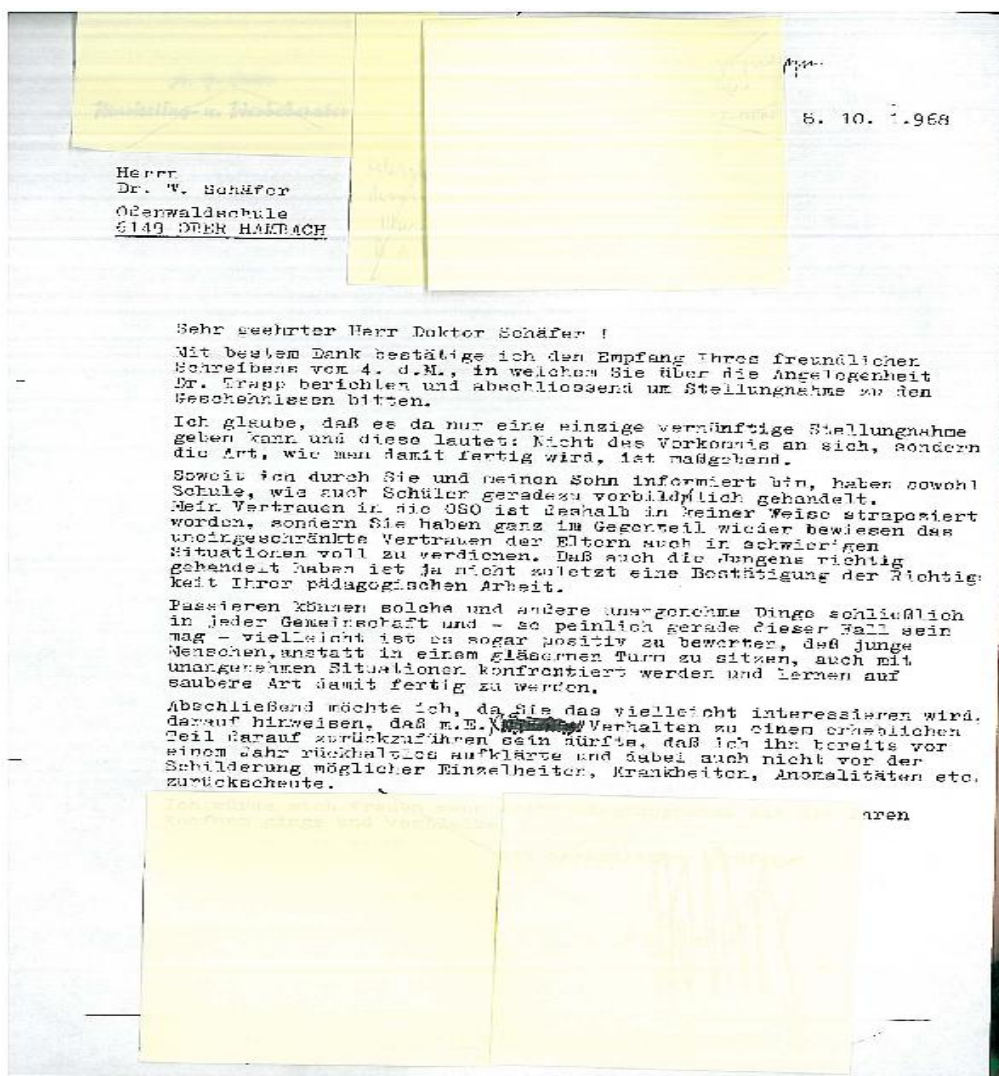 8. 10. 1.968
Herrn
Dr. W. Schäfer
Odenwaldschule
6149 OBER HAMBACH
Sehr geehrter Herr Doktor Schäfer !
Mit bestem Dank bestätige ich den Empfang Ihres freundlichen
Schreibens vom 4. d.M., in welchem Sie über die Angelegenheit
Dr. Trapp berichten und abschliessend um Stellungnahme zu den
Geschehnissen bitten.
Ich glaube, daß es da nur eine einzige vernünftige Stellungnahme
geben kann und diese lautet: Nicht das Vorkomnis an sich, sondern
die Art, wie man damit fertig wird, ist maßgebend.
Soweit ich durch Sie und meinen Sohn informiert bin, haben sowohl
Schule, wie auch Schüler geradezu vorbildlich gehandelt.
Mein Vertrauen in die OSO ist deshalb in keiner Weise strapaziert
worden, sondern Sie haben ganz im Gegenteil wieder bewiesen das
uneingeschränkte Vertrauen der Eltern auch in schwierigen
Situationen voll zu verdienen. Daß auch die Jungens richtig
gehandelt haben ist ja nicht zuletzt eine Bestätigung der Richtig-
keit Ihrer pädagogischen Arbeit.
Passieren können solche und andere unangenehme Dinge schließlich
in jeder Gemeinschaft und - so peinlich gerade dieser Fall sein
mag - vielleicht ist es sogar positiv zu bewerten, daß junge
Menschen, anstatt in einem gläsernen Turm zu sitzen, auch mit
unangenehmen Situationen konfrontiert werden und lernen auf
saubere Art damit fertig zu werden.
Abschließend möchte ich, da Sie das vielleicht interessieren wird,
darauf hinweisen, daß m.E. Verhalten zu einem erheblichen
Teil darauf zurückzuführen sein dürfte, daß ich ihn bereits vor
einem Jahr rückhaltlos aufklärte und dabei auch nicht vor der
Schilderung möglicher Einzelheiten, Krankheiten, Anomalitäten etc.
zurückscheute.
Ihren